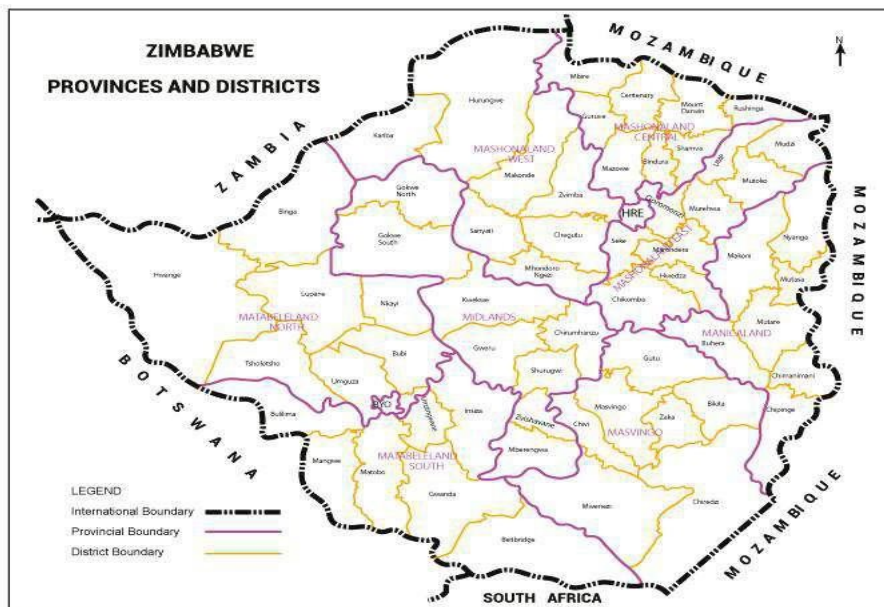 ZIMBABWE
PROVINCES AND DISTRICTS
N
MOZAMBIQUE
ZAMBIA
MOZAMBIQUE
BOTSWANA
MOZAMBIQUE
SOUTH AFRICA
Mbire
Centenary
Mount Darwin
Rushinga
Hurungwe
Guruve
MASHONALAND CENTRAL
Kariba
MASHONALAND WEST
Shamva
Mudzi
UMP
Bindura
Makonde
Mazowe
Mutoko
Gokwe North
Zvimba
Murehwa
Goromonzi
HRE
Binga
Nyanga
Sanyati
Chegutu
Gokwe South
Seke
Marondera
MASHONALAND EAST
Makoni
Mutasa
Hwange
Mhondoro Ngezi
Hwedza
Chikomba
Lupane
Nkayi
Kwekwe
MATABELELAND NORTH
MIDLANDS
Mutare
Chirumhanzu
MANICALAND
Buhera
Gweru
Gutu
Tsholotsho
Bubi
Shurugwi
Chimanimani
Umguza
BYO
Bulilima
Umzingwane
Insiza
Zvishavane
Masvingo
Chivi
Zaka
Bikita
Chipinge
MASVINGO
Mangwe
Matobo
MATABELELAND SOUTH
Mberengwa
Gwanda
Mwenezi
Chiredzi
Beitbridge
LEGEND
International Boundary
Provincial Boundary
District Boundary